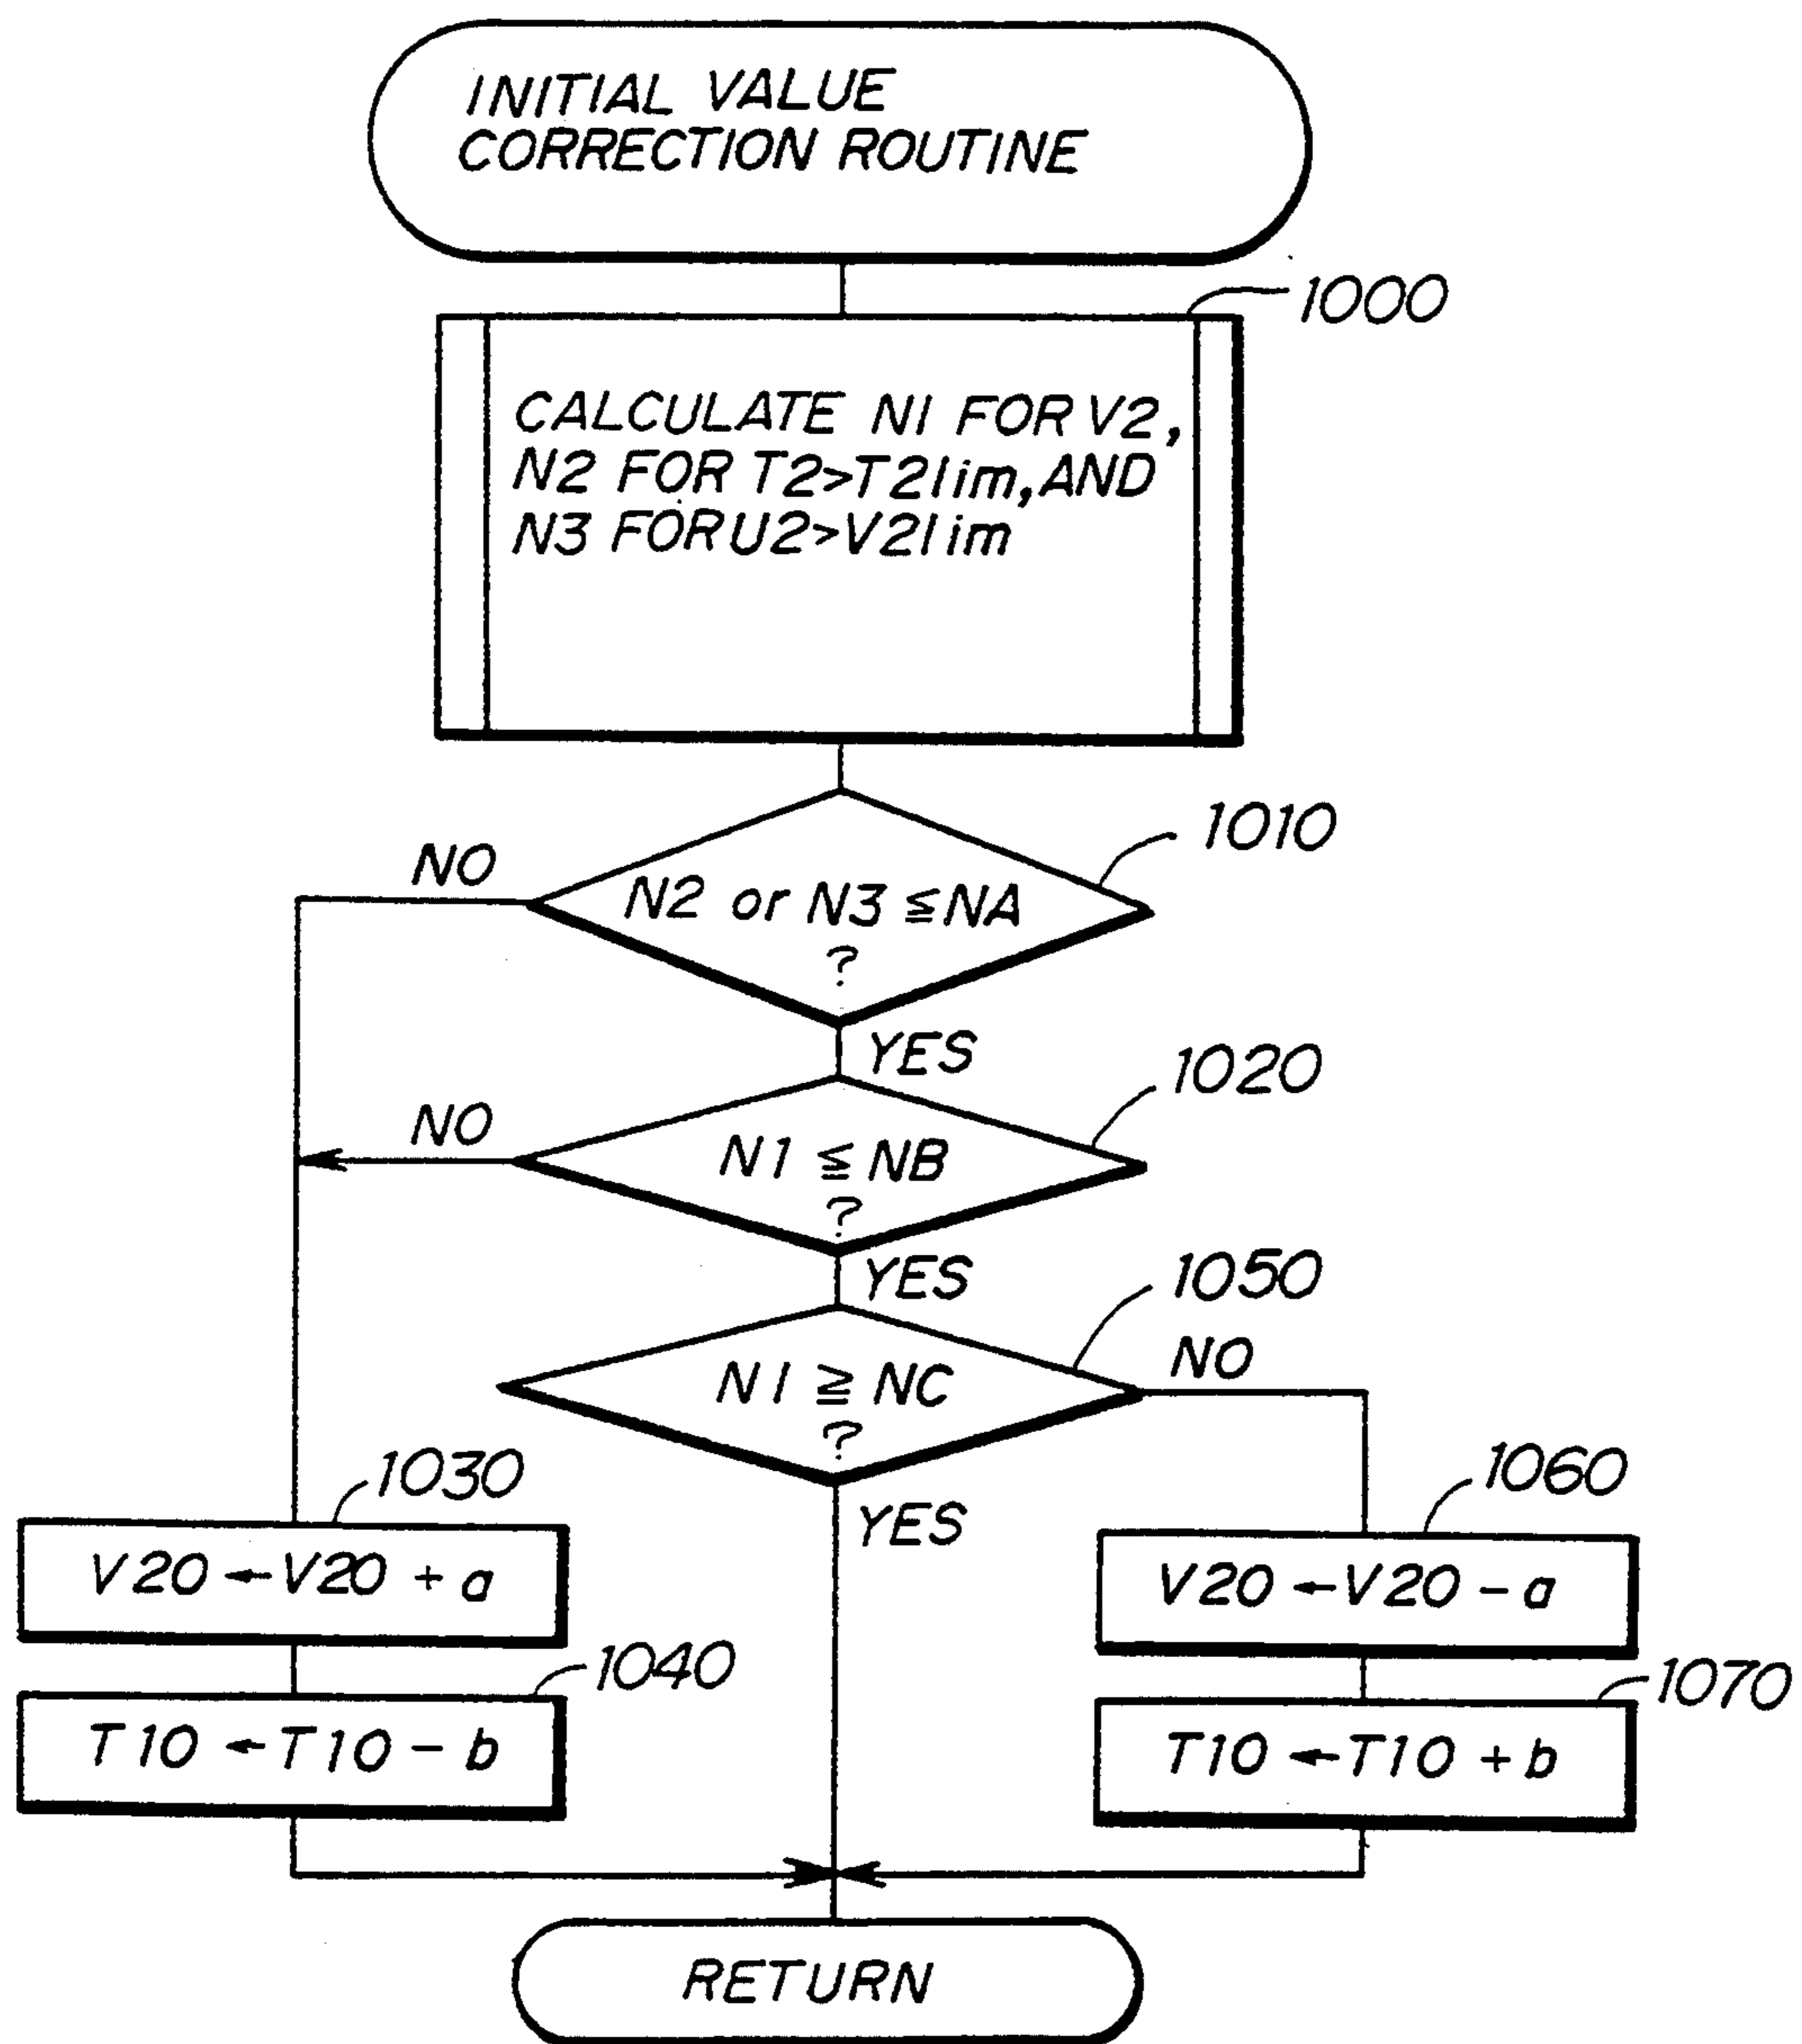 INITIAL VALUE
CORRECTION ROUTINE
1000
CALCULATE N1 FOR V2,
N2 FOR T2>T2lim, AND
N3 FOR U2>V2lim
1010
NO
N2 or N3 ≦ NA
?
YES
1020
NO
N1 ≦ NB
?
YES
1050
NO
N1 ≧ NC
?
YES
1030
V20 ← V20 + a
1060
V20 ← V20 - a
1040
T10 ← T10 - b
1070
T10 ← T10 + b
RETURN